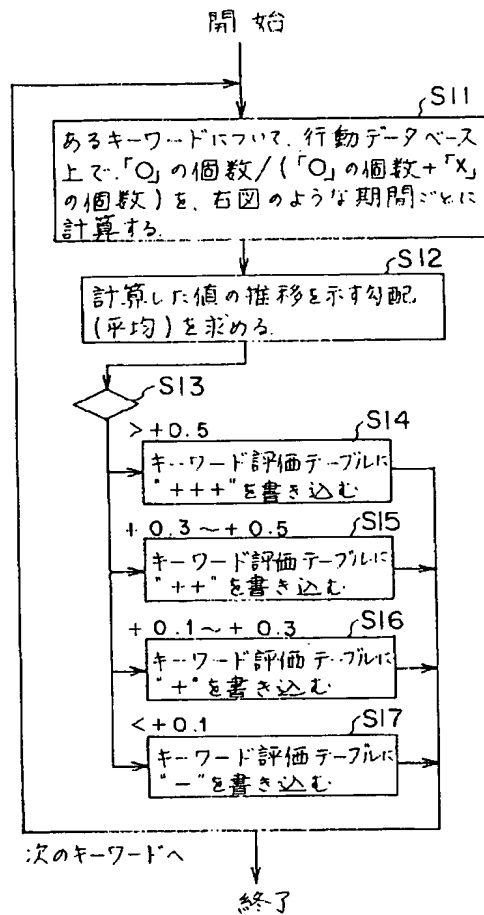 開始
S11
あるキーワードについて、行動データベース
上で、「O」の個数/(「O」の個数+「X」
の個数)を、右図のような期間ごとに
計算する.
S12
計算した値の推移を示す勾配
(平均)を求める.
S13
>+0.5
S14
キーワード評価テーブルに
"+++"を書き込む
+0.3~+0.5
S15
キーワード評価テーブルに
"++"を書き込む
+0.1~+0.3
S16
キーワード評価テーブルに
"+"を書き込む
<+0.1
S17
キーワード評価テーブルに
"-"を書き込む
次のキーワードへ
終了